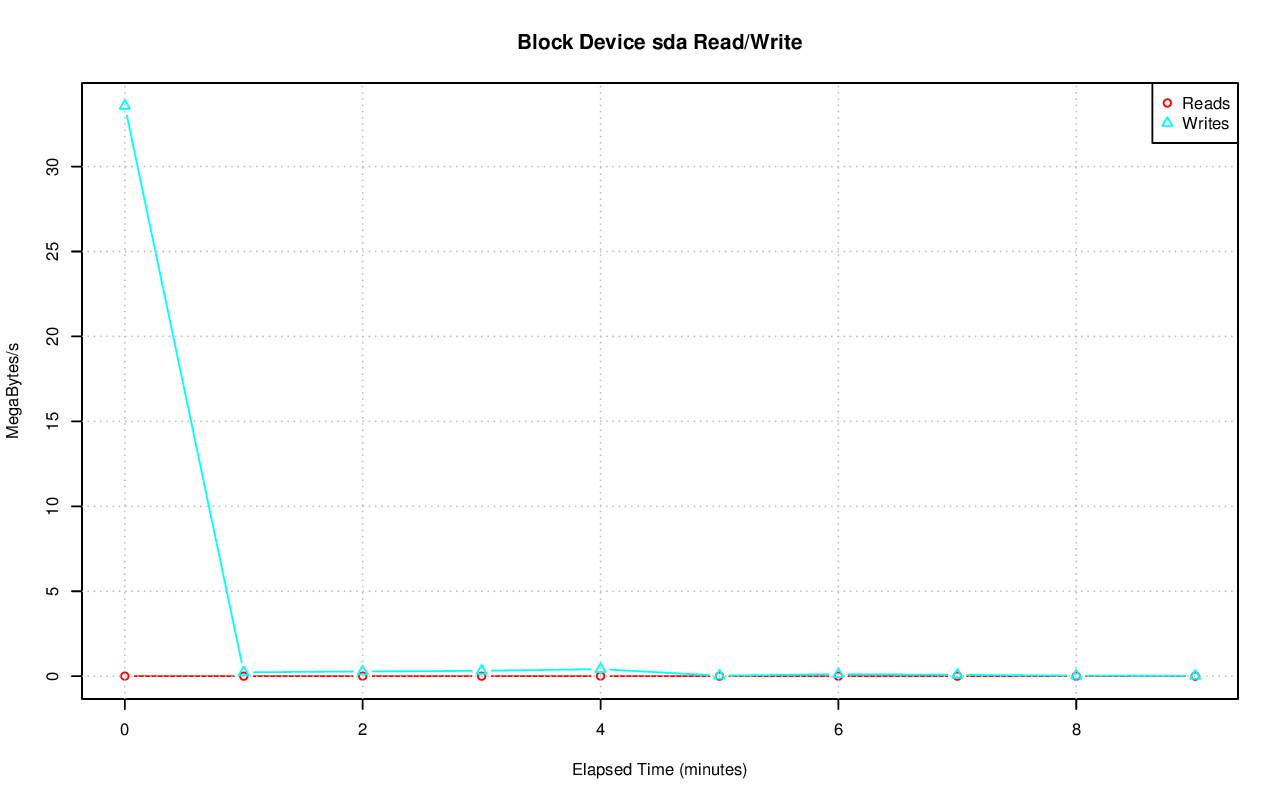 Block Device sda Read/Write
Reads
Writes
MegaBytes/s
30
25
20
15
10
5
0
0 2 4 6 8
Elapsed Time (minutes)